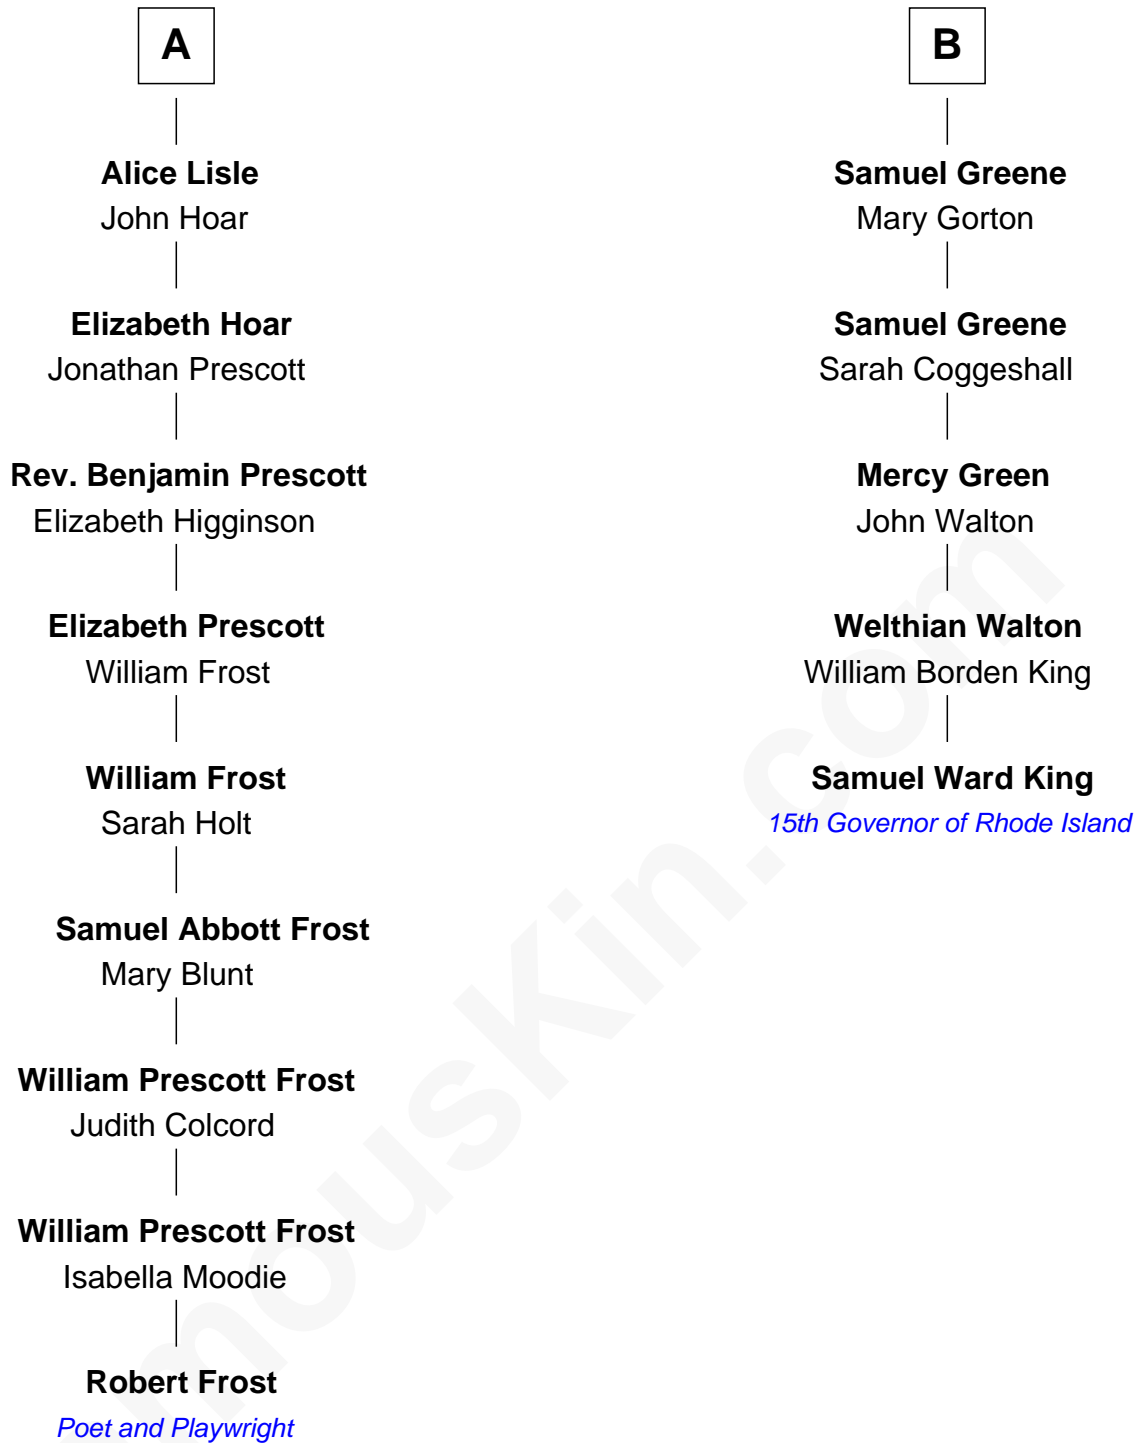 A
Alice Lisle
John Hoar
Elizabeth Hoar
Jonathan Prescott
Rev. Benjamin Prescott
Elizabeth Higginson
Elizabeth Prescott
William Frost
William Frost
Sarah Holt
Samuel Abbott Frost
Mary Blunt
William Prescott Frost
Judith Colcord
William Prescott Frost
Isabella Moodie
Robert Frost
Poet and Playwright
B
Samuel Greene
Mary Gorton
Samuel Greene
Sarah Coggeshall
Mercy Green
John Walton
Welthian Walton
William Borden King
Samuel Ward King
15th Governor of Rhode Island
mousKin.com